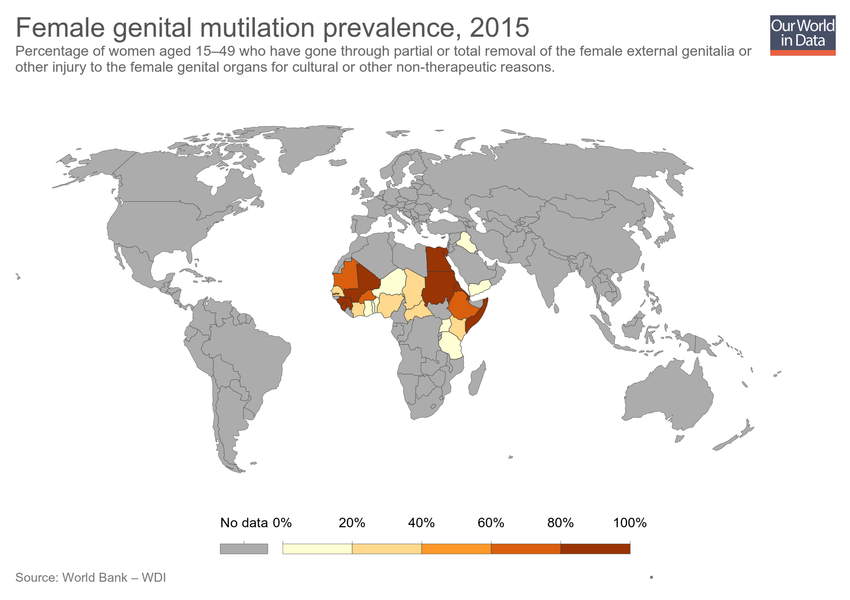 Female genital mutilation prevalence, 2015
Our World
in Data
Percentage of women aged 15–49 who have gone through partial or total removal of the female external genitalia or
other injury to the female genital organs for cultural or other non-therapeutic reasons.
No data 0% 20% 40% 60% 80% 100%
Source: World Bank – WDI